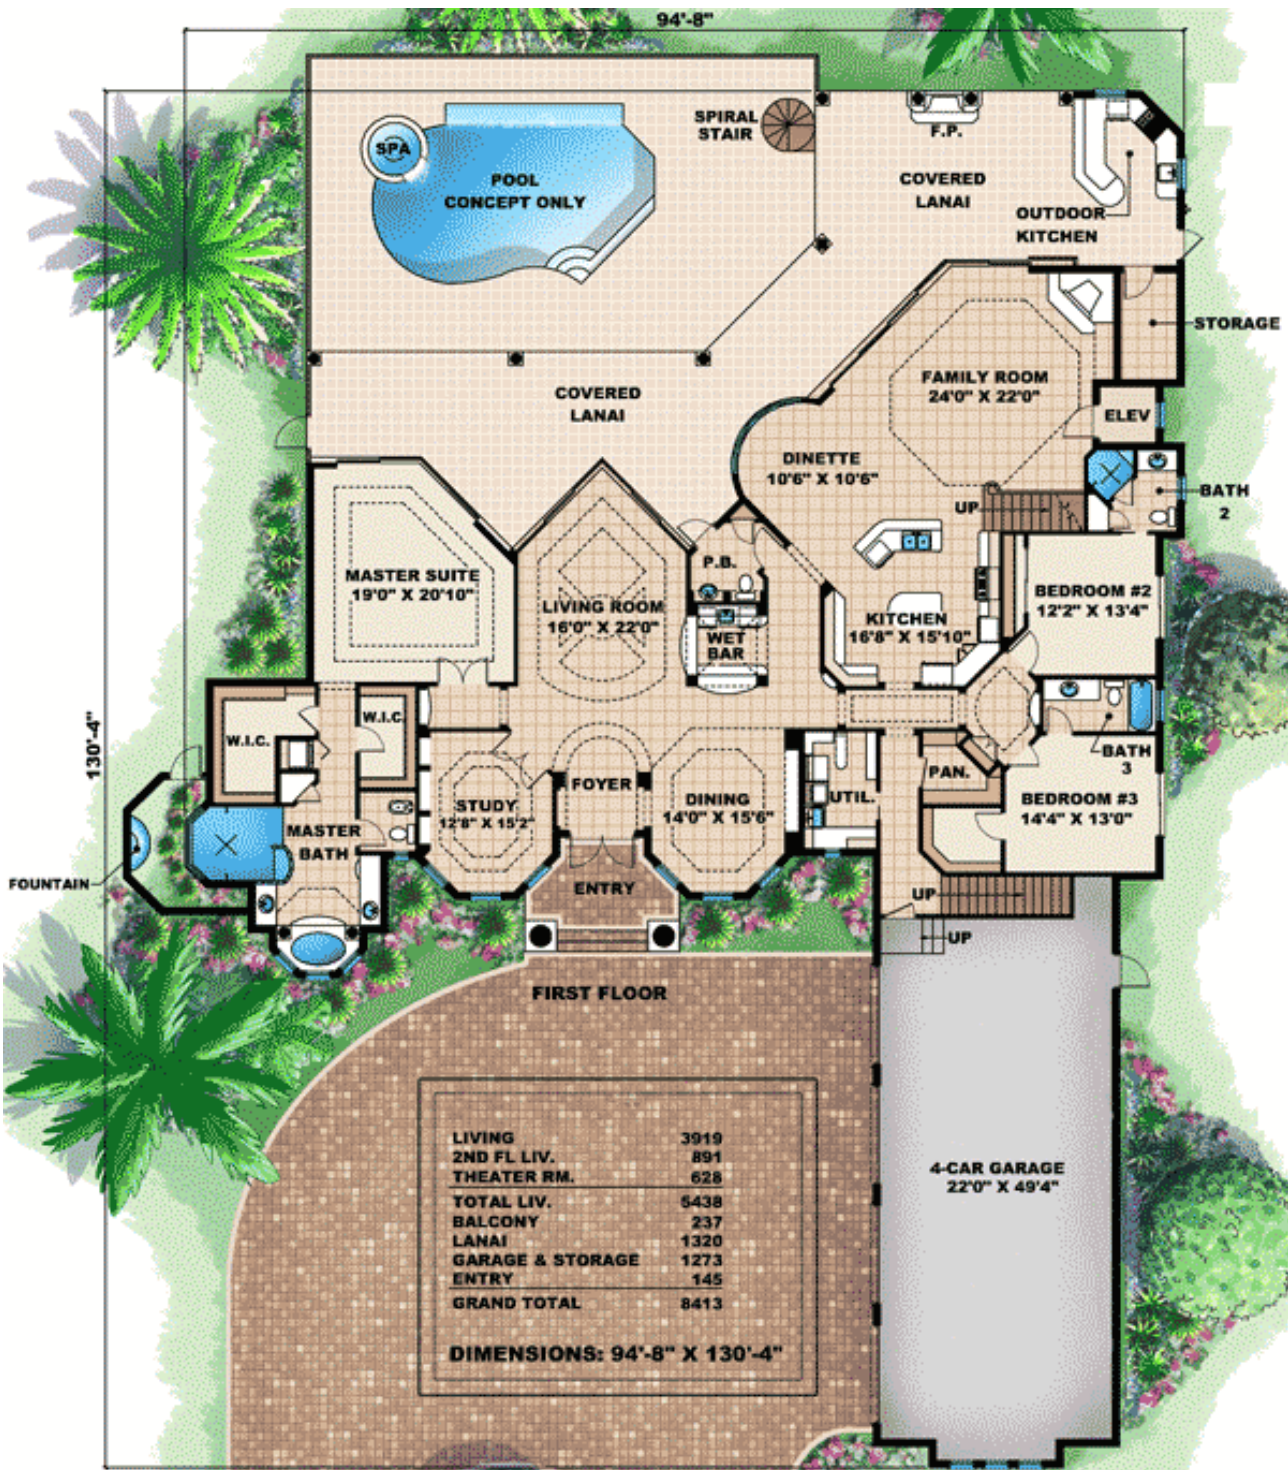 94'-8"
SPIRAL
STAIR
F.P.
SPA
POOL
CONCEPT ONLY
COVERED
LANAI
OUTDOOR
KITCHEN
STORAGE
FAMILY ROOM
24'0" X 22'0"
COVERED
LANAI
ELEV
DINETTE
10'6" X 10'6"
BATH
2
UP
P.B.
MASTER SUITE
19'0" X 20'10"
LIVING ROOM
16'0" X 22'0"
BEDROOM #2
12'2" X 13'4"
KITCHEN
16'8" X 15'10"
WET
BAR
130'-4"
W.I.C.
W.I.C.
BATH
3
PAN.
FOYER
UTIL.
STUDY
12'8" X 15'2"
DINING
14'0" X 15'6"
BEDROOM #3
14'4" X 13'0"
MASTER
BATH
FOUNTAIN
ENTRY
UP
UP
FIRST FLOOR
LIVING 3919
2ND FL LIV. 891
THEATER RM. 628
TOTAL LIV. 5438
BALCONY 237
LANAI 1320
GARAGE & STORAGE 1273
ENTRY 145
GRAND TOTAL 8413
DIMENSIONS: 94'-8" X 130'-4"
4-CAR GARAGE
22'0" X 49'4"